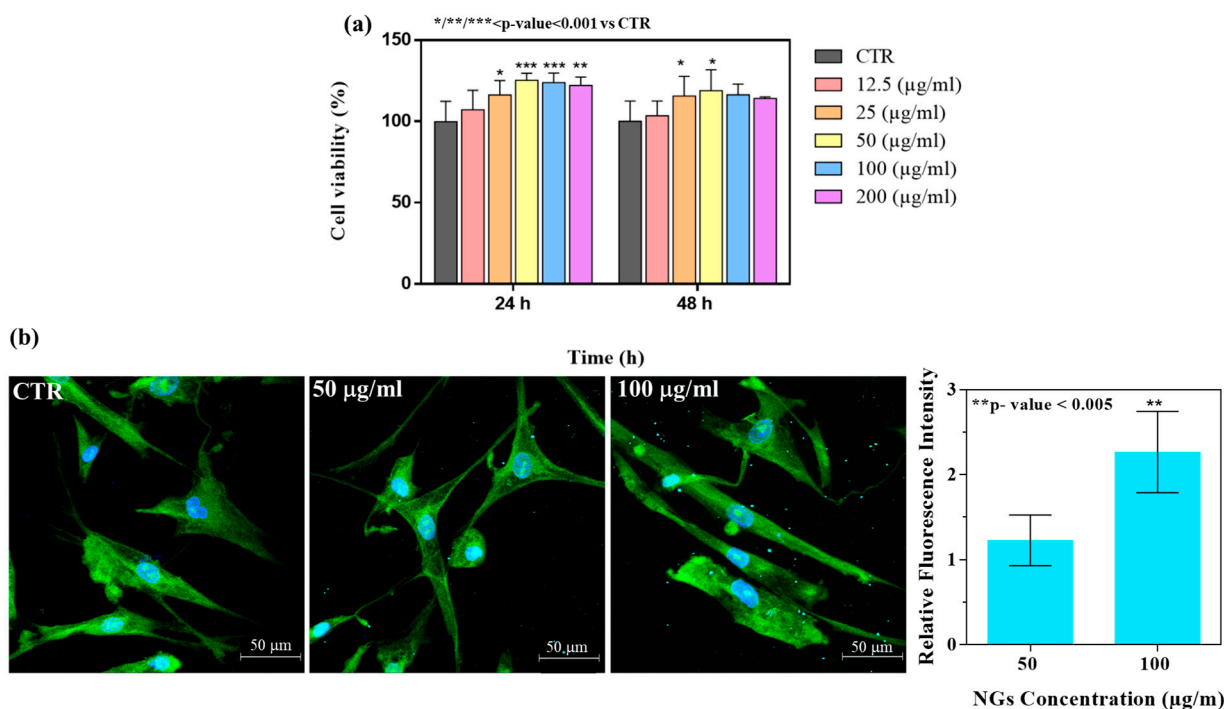 (a)
*/**/***<p-value<0.001 vs CTR
Cell viability (%)
150
100
50
0
* *** *** **
* *
24 h 48 h
Time (h)
CTR
12.5 (µg/ml)
25 (µg/ml)
50 (µg/ml)
100 (µg/ml)
200 (µg/ml)
(b)
CTR
50 µm
50 µg/ml
50 µm
100 µg/ml
50 µm
Relative Fluorescence Intensity
3
2
1
0
**p- value < 0.005
**
50 100
NGs Concentration (µg/m)